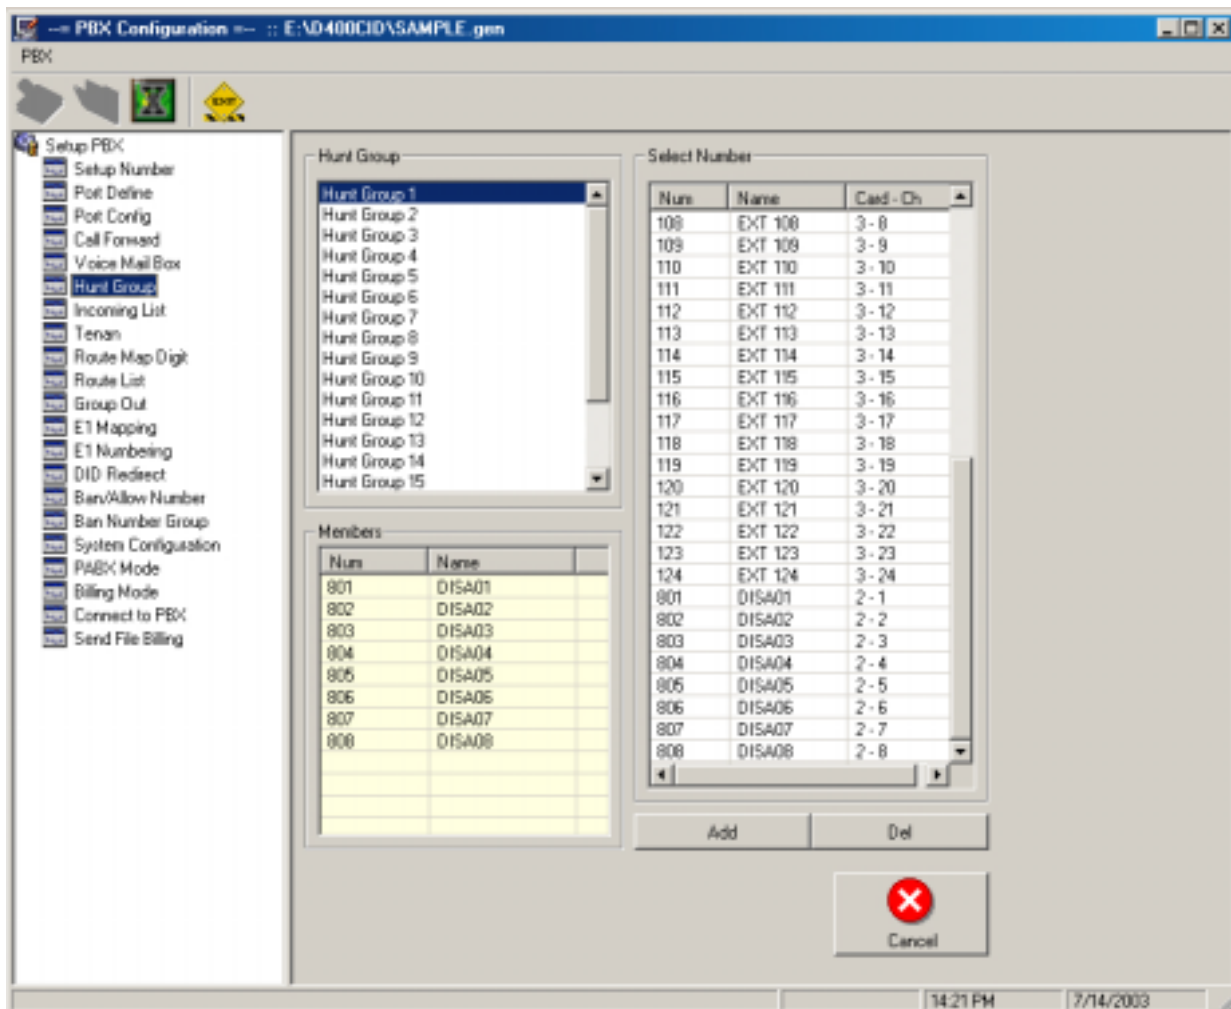 --= PBX Configuration =-- :: E:\D400CID\SAMPLE.gen
PBX
EXIT
Setup PBX
Setup Number
Port Define
Port Config
Call Forward
Voice Mail Box
Hunt Group
Incoming List
Tenan
Route Map Digit
Route List
Group Out
E1 Mapping
E1 Numbering
DID Redirect
Ban/Allow Number
Ban Number Group
System Configuration
PABX Mode
Billing Mode
Connect to PBX
Send File Billing
Hunt Group
Hunt Group 1
Hunt Group 2
Hunt Group 3
Hunt Group 4
Hunt Group 5
Hunt Group 6
Hunt Group 7
Hunt Group 8
Hunt Group 9
Hunt Group 10
Hunt Group 11
Hunt Group 12
Hunt Group 13
Hunt Group 14
Hunt Group 15
Members
Num Name
801 DISA01
802 DISA02
803 DISA03
804 DISA04
805 DISA05
806 DISA06
807 DISA07
808 DISA08
Select Number
Num Name Card - Ch
108 EXT 108 3 - 8
109 EXT 109 3 - 9
110 EXT 110 3 - 10
111 EXT 111 3 - 11
112 EXT 112 3 - 12
113 EXT 113 3 - 13
114 EXT 114 3 - 14
115 EXT 115 3 - 15
116 EXT 116 3 - 16
117 EXT 117 3 - 17
118 EXT 118 3 - 18
119 EXT 119 3 - 19
120 EXT 120 3 - 20
121 EXT 121 3 - 21
122 EXT 122 3 - 22
123 EXT 123 3 - 23
124 EXT 124 3 - 24
801 DISA01 2 - 1
802 DISA02 2 - 2
803 DISA03 2 - 3
804 DISA04 2 - 4
805 DISA05 2 - 5
806 DISA06 2 - 6
807 DISA07 2 - 7
808 DISA08 2 - 8
Add Del
Cancel
14:21 PM 7/14/2003